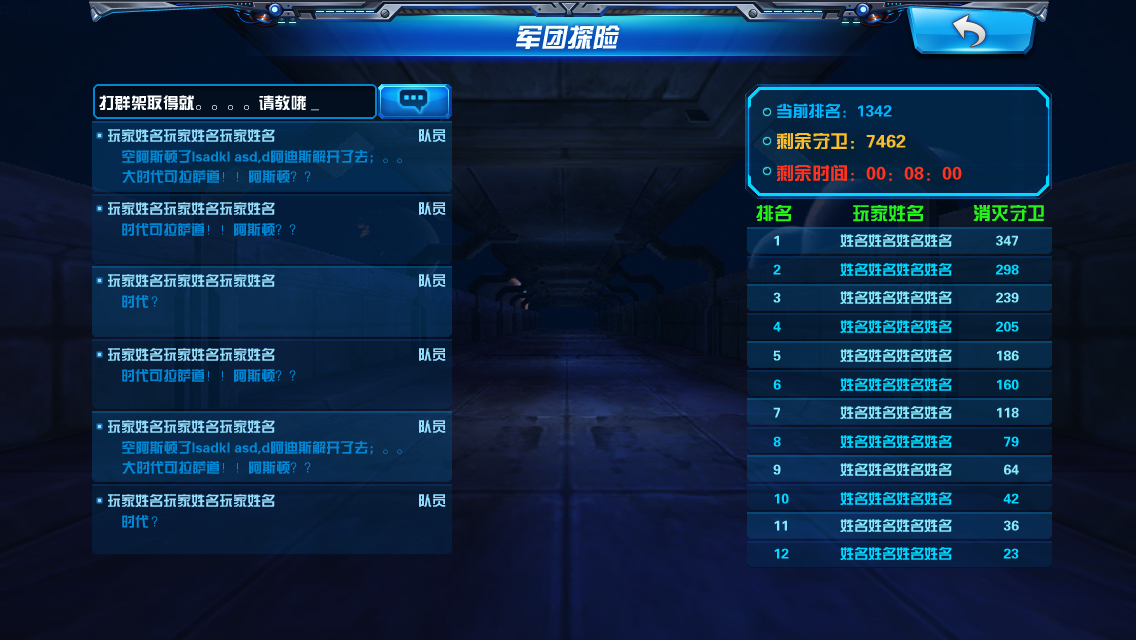 军团探险
打群架取得就。。。。请教哦 _
玩家姓名玩家姓名玩家姓名 队员
空阿斯顿了lsadkl asd,d阿迪斯解开了去；。。
大时代可拉萨道！！阿斯顿？？
玩家姓名玩家姓名玩家姓名 队员
时代可拉萨道！！阿斯顿？？
玩家姓名玩家姓名玩家姓名 队员
时代？
玩家姓名玩家姓名玩家姓名 队员
时代可拉萨道！！阿斯顿？？
玩家姓名玩家姓名玩家姓名 队员
空阿斯顿了lsadkl asd,d阿迪斯解开了去；。。
大时代可拉萨道！！阿斯顿？？
玩家姓名玩家姓名玩家姓名 队员
时代？
当前排名：1342
剩余守卫：7462
剩余时间：00：08：00
排名 玩家姓名 消灭守卫
1 姓名姓名姓名姓名 347
2 姓名姓名姓名姓名 298
3 姓名姓名姓名姓名 239
4 姓名姓名姓名姓名 205
5 姓名姓名姓名姓名 186
6 姓名姓名姓名姓名 160
7 姓名姓名姓名姓名 118
8 姓名姓名姓名姓名 79
9 姓名姓名姓名姓名 64
10 姓名姓名姓名姓名 42
11 姓名姓名姓名姓名 36
12 姓名姓名姓名姓名 23